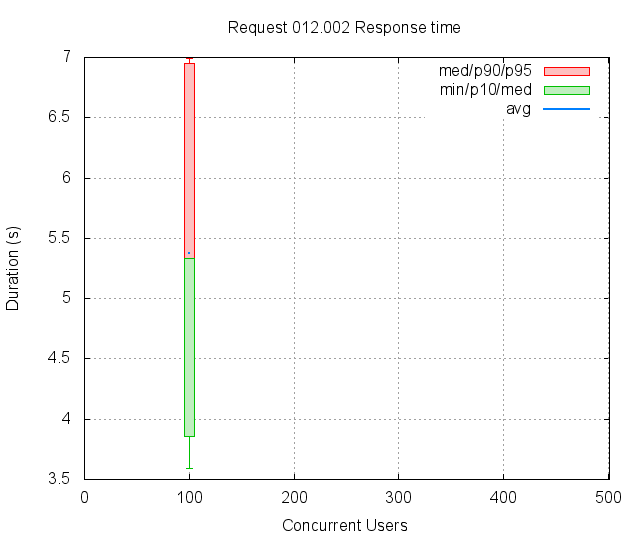 Request 012.002 Response time
7
6.5
6
5.5
5
4.5
4
3.5
Duration (s)
med/p90/p95
min/p10/med
avg
0 100 200 300 400 500
Concurrent Users